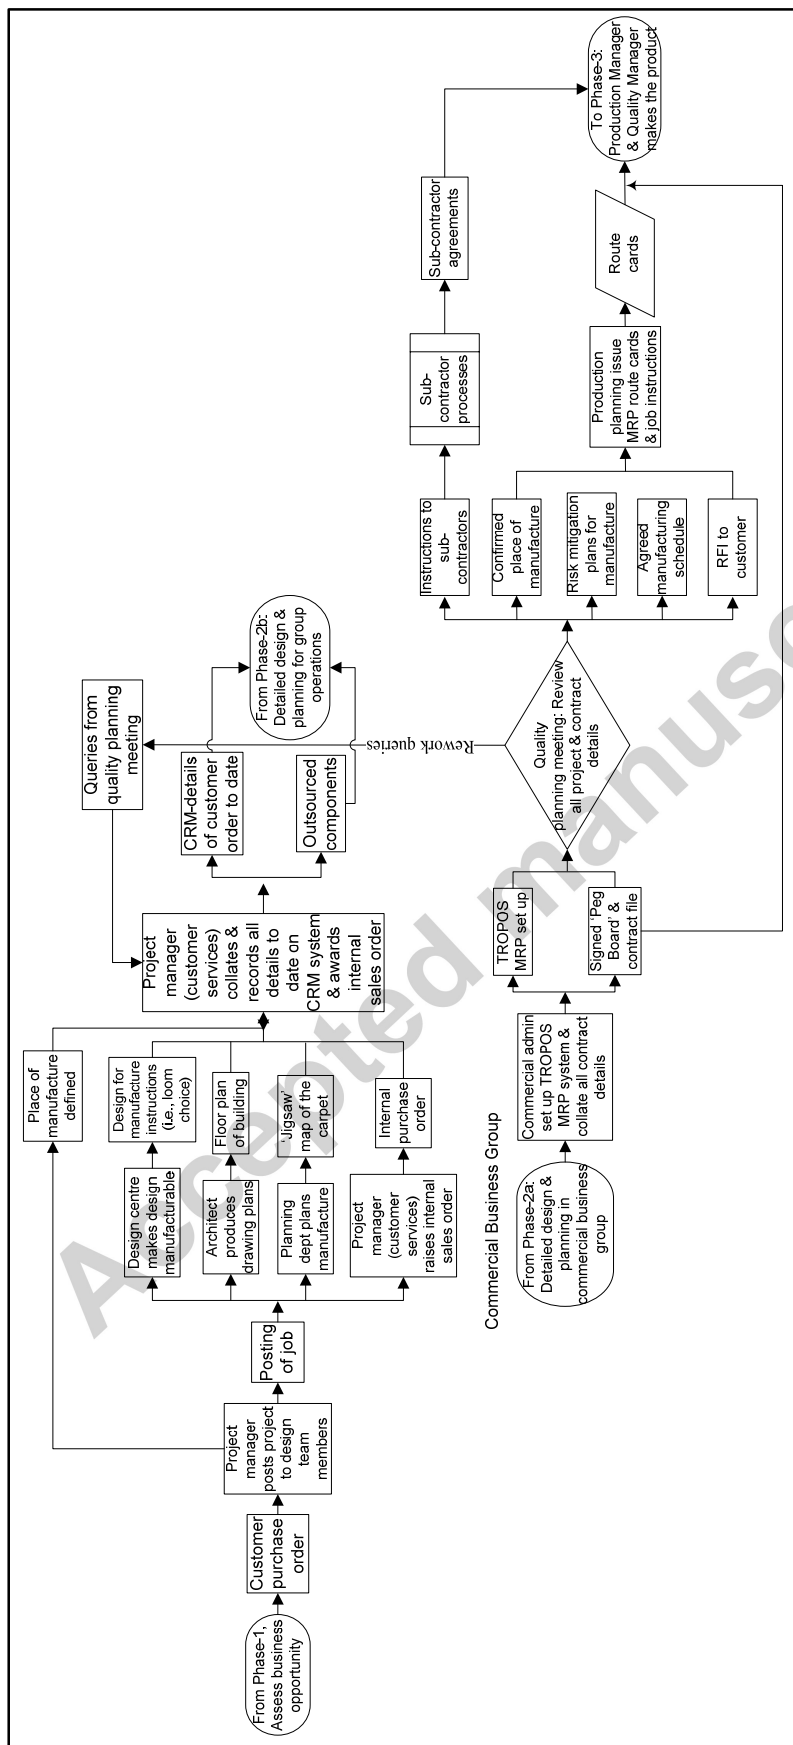 From Phase-1,
Assess business
opportunity
Customer
purchase
order
Project
manager
posts project
to design
team
members
Posting
of job
Place of
manufacture
defined
Design centre
makes design
manufacturable
Design for
manufacture
instructions
(i.e., loom
choice)
Architect
produces
drawing plans
Floor plan
of building
Planning
dept plans
manufacture
'Jigsaw'
map of the
carpet
Project
manager
(customer
services)
raises internal
sales order
Internal
purchase
order
Project
manager
(customer
services)
collates &
records all
details to
date on
CRM system
& awards
internal
sales order
Queries from
quality planning
meeting
CRM-details
of customer
order to date
Outsourced
components
From Phase-2b:
Detailed design &
planning for group
operations
Rework queries
Commercial Business Group
From Phase-2a:
Detailed design &
planning in
commercial business
group
Commercial admin
set up TROPOS
MRP system &
collate all contract
details
TROPOS
MRP set up
Signed 'Peg
Board' &
contract file
Quality
planning meeting: Review
all project & contract
details
Instructions to
sub-
contractors
Confirmed
place of
manufacture
Risk mitigation
plans for
manufacture
Agreed
manufacturing
schedule
RFI to
customer
Sub-
contractor
processes
Sub-contractor
agreements
Production
planning issue
MRP route cards
& job instructions
Route
cards
To Phase-3:
Production Manager
& Quality Manager
makes the product
Accepted manusc